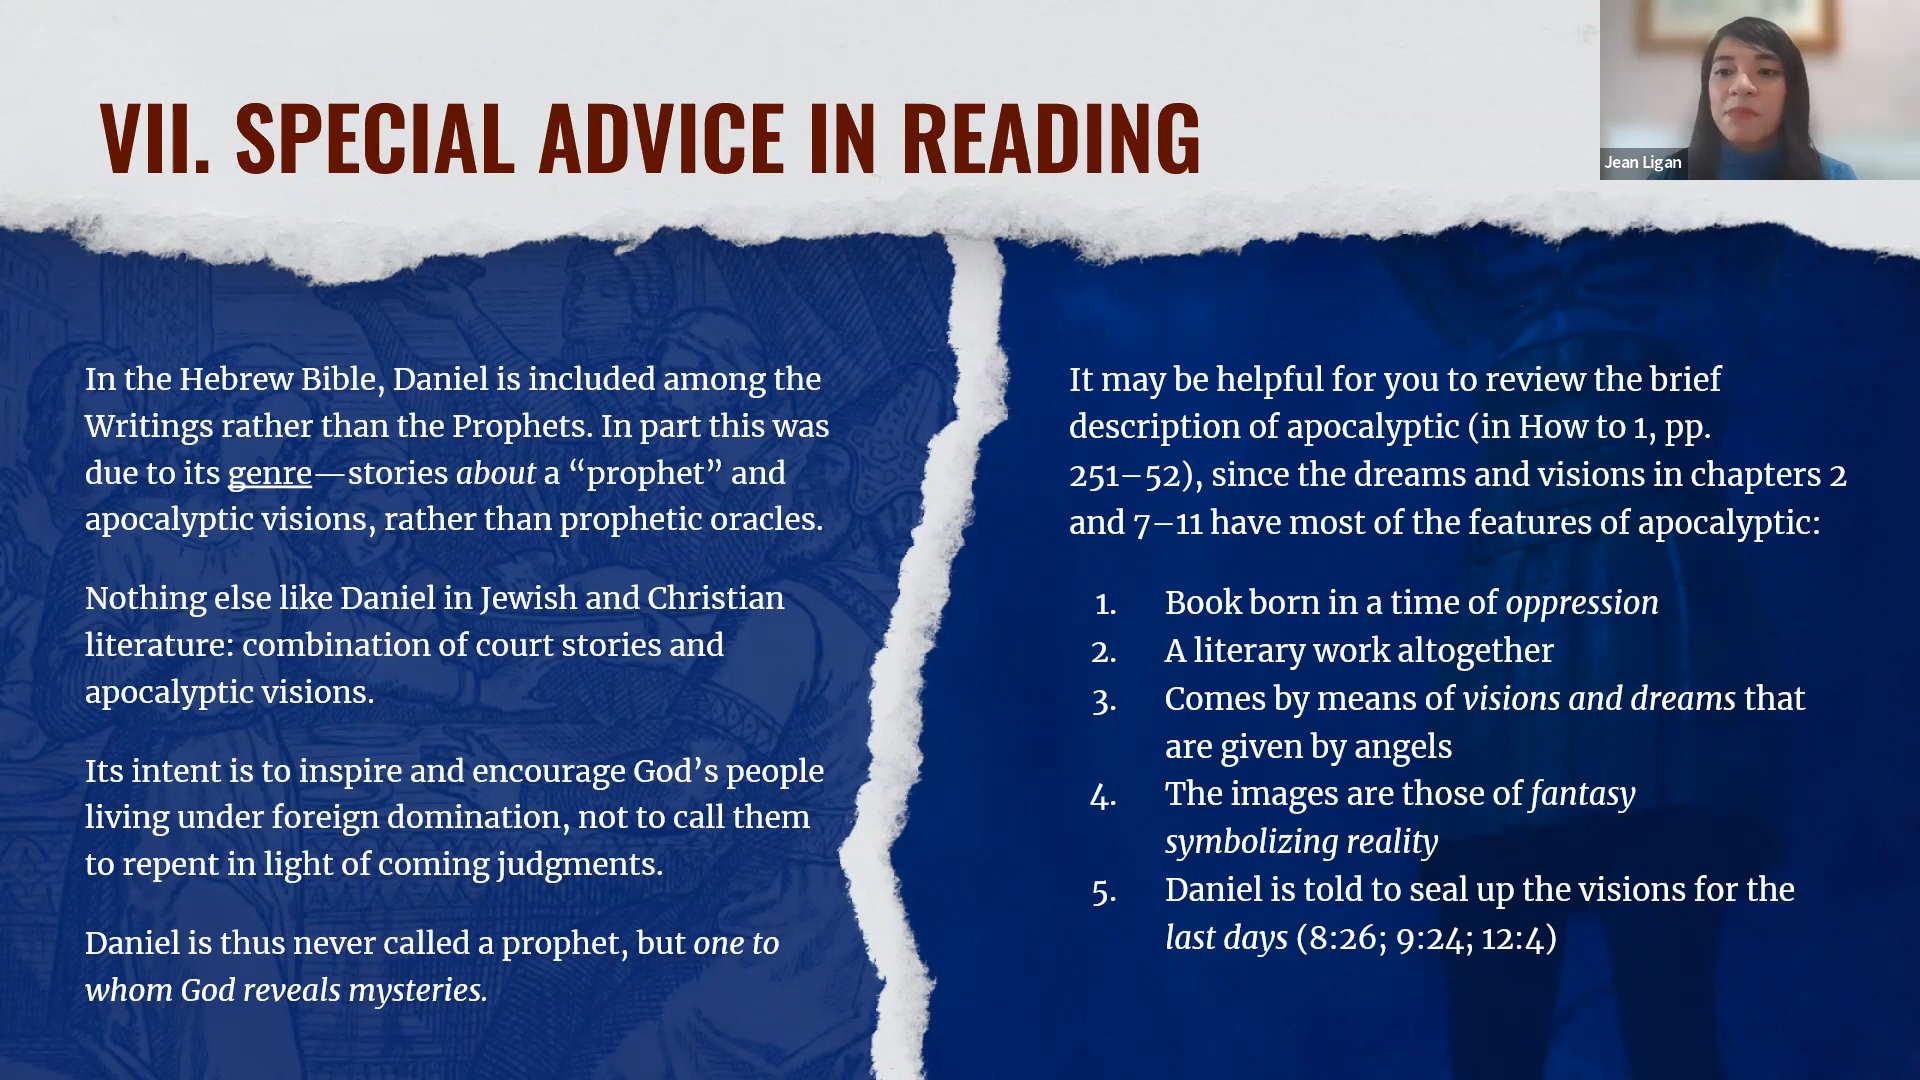 VII. SPECIAL ADVICE IN READING
Jean Ligan
In the Hebrew Bible, Daniel is included among the
Writings rather than the Prophets. In part this was
due to its genre—stories about a “prophet” and
apocalyptic visions, rather than prophetic oracles.
Nothing else like Daniel in Jewish and Christian
literature: combination of court stories and
apocalyptic visions.
Its intent is to inspire and encourage God’s people
living under foreign domination, not to call them
to repent in light of coming judgments.
Daniel is thus never called a prophet, but one to
whom God reveals mysteries.
It may be helpful for you to review the brief
description of apocalyptic (in How to 1, pp.
251–52), since the dreams and visions in chapters 2
and 7–11 have most of the features of apocalyptic:
1. Book born in a time of oppression
2. A literary work altogether
3. Comes by means of visions and dreams that
are given by angels
4. The images are those of fantasy
symbolizing reality
5. Daniel is told to seal up the visions for the
last days (8:26; 9:24; 12:4)